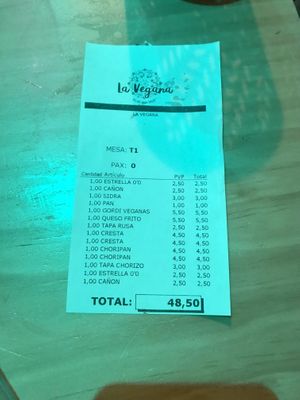 La Vegana
LA VEGANA
MESA: T1
PAX: 0
Cantidad Artículo PVP Total
1,00 ESTRELLA 0'0 2,50 2,50
1,00 CAÑON 2,50 2,50
1,00 SIDRA 3,00 3,00
1,00 PAN 1,00 1,00
1,00 GORDI VEGANAS 5,50 5,50
1,00 QUESO FRITO 5,50 5,50
1,00 TAPA RUSA 2,50 2,50
1,00 CRESTA 4,50 4,50
1,00 CRESTA 4,50 4,50
1,00 CHORIPAN 4,50 4,50
1,00 CHORIPAN 4,50 4,50
1,00 TAPA CHORIZO 3,00 3,00
1,00 ESTRELLA 0'0 2,50 2,50
1,00 CAÑON 2,50 2,50
TOTAL: 48,50